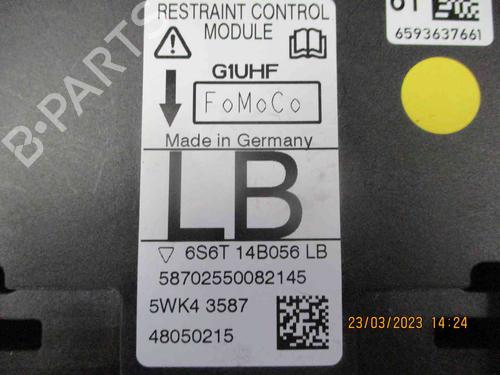 RESTRAINT CONTROL
MODULE
G1UHF
FoMoCo
Made in Germany
LB
6S6T 14B056 LB
58702550082145
5WK4 3587
48050215
6593637661
B-PARTS
23/03/2023 14:24